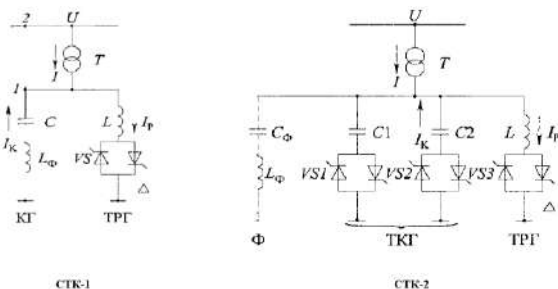 2 U
I T
1
C L I_P
I_K L_Ф VS
△
КГ ТРГ
СТК-1
U
I T
C_Ф C1 I_K C2 L I_P
L_Ф VS1 VS2 VS3
△
Ф ТКГ ТРГ
СТК-2